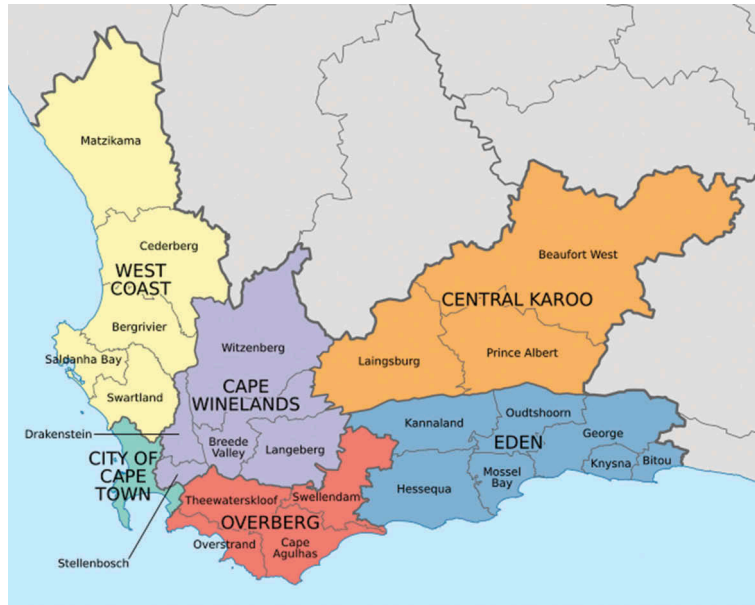 Matzikama
Cederberg
WEST
COAST
Bergrivier
Saldanha Bay
Swartland
Beaufort West
CENTRAL KAROO
Laingsburg
Prince Albert
Witzenberg
CAPE
WINELANDS
Drakenstein
Breede
Valley
Langeberg
Stellenbosch
CITY OF
CAPE
TOWN
Kannaland
Oudtshoorn
George
EDEN
Hessequa
Mossel
Bay
Knysna
Bitou
Theewaterskloof
Swellendam
OVERBERG
Overstrand
Cape
Agulhas